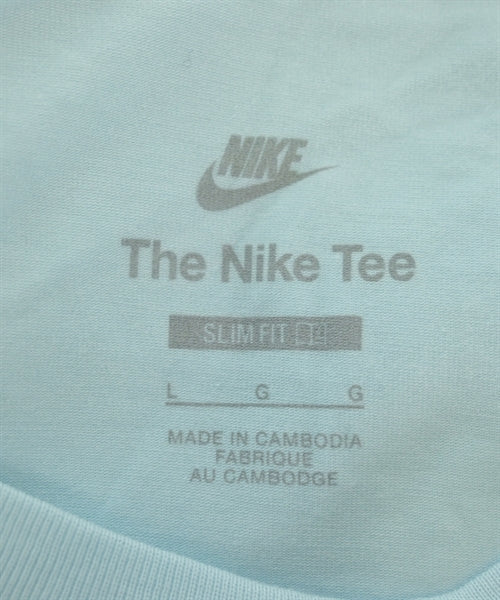 NIKE
The Nike Tee
SLIM FIT
L G G
MADE IN CAMBODIA
FABRIQUE
AU CAMBODGE